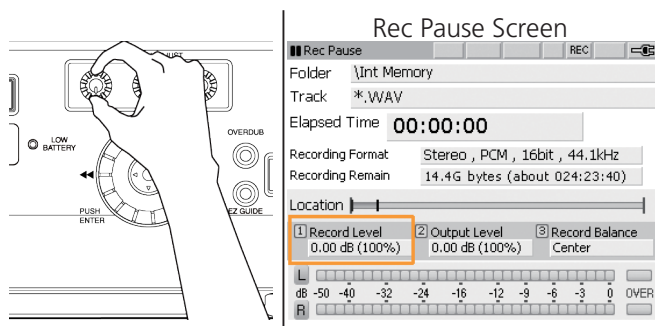 JUST
LOW
BATTERY
OVERDUB
PUSH
ENTER
EZ GUIDE
Rec Pause Screen
Rec Pause
REC
Folder \Int Memory
Track *.WAV
Elapsed Time 00:00:00
Recording Format Stereo , PCM , 16bit , 44.1kHz
Recording Remain 14.4G bytes (about 024:23:40)
Location
1 Record Level 2 Output Level 3 Record Balance
0.00 dB (100%) 0.00 dB (100%) Center
L
dB -50 -40 -32 -24 -16 -12 -9 -6 -3 0 OVER
R